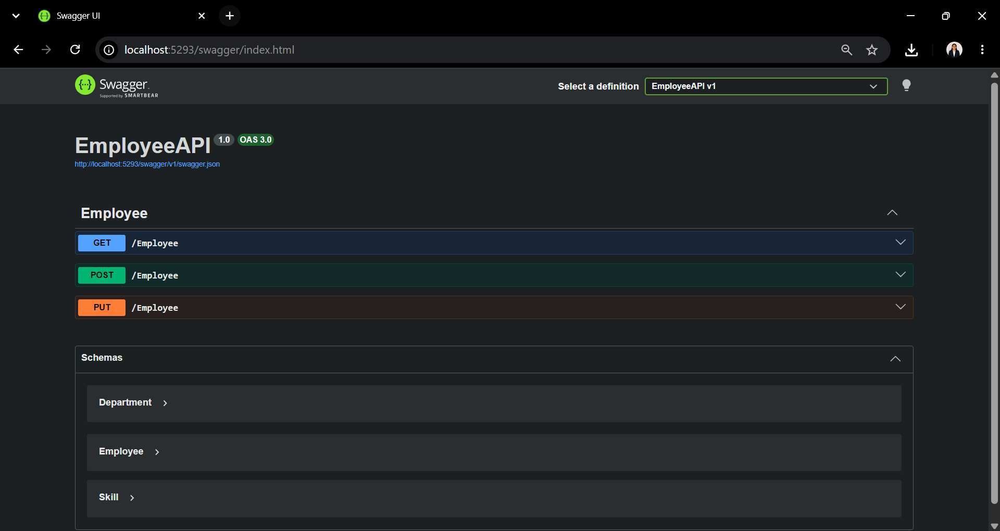 Swagger UI
localhost:5293/swagger/index.html
Swagger.
Supported by SMARTBEAR
Select a definition
EmployeeAPI v1
EmployeeAPI 1.0 OAS 3.0
http://localhost:5293/swagger/v1/swagger.json
Employee
GET /Employee
POST /Employee
PUT /Employee
Schemas
Department
Employee
Skill